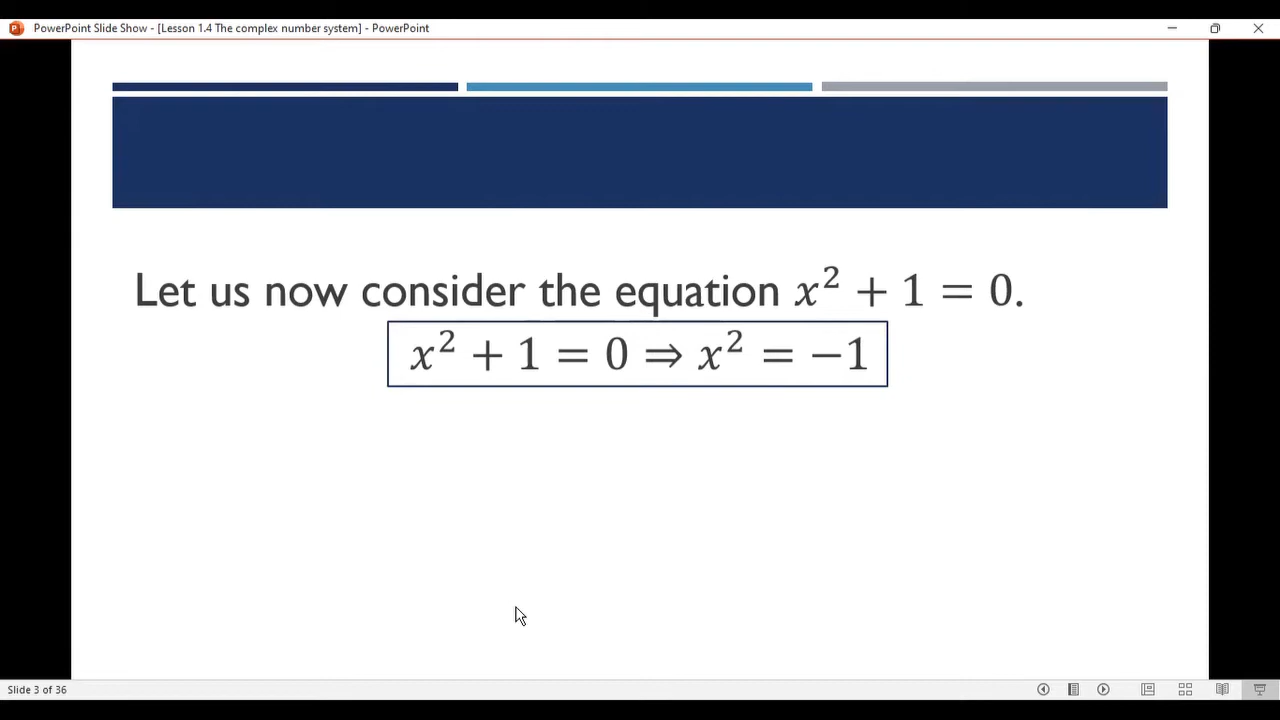 PowerPoint Slide Show - [Lesson 1.4 The complex number system] - PowerPoint
Let us now consider the equation x² + 1 = 0.
x² + 1 = 0 ⇒ x² = −1
Slide 3 of 36